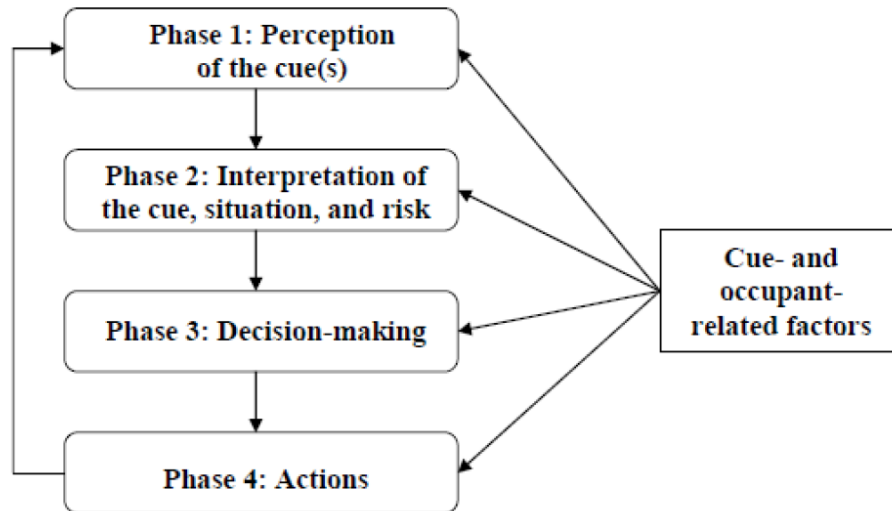 Phase 1: Perception
of the cue(s)
Phase 2: Interpretation of
the cue, situation, and risk
Phase 3: Decision-making
Phase 4: Actions
Cue- and
occupant-
related factors